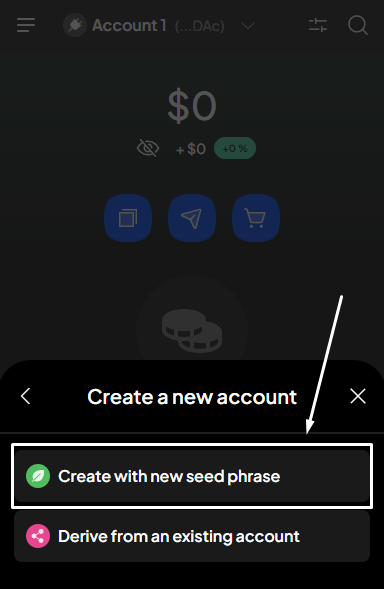 Account 1 (...DAc)
$0
+ $0 +0 %
Create a new account
Create with new seed phrase
Derive from an existing account